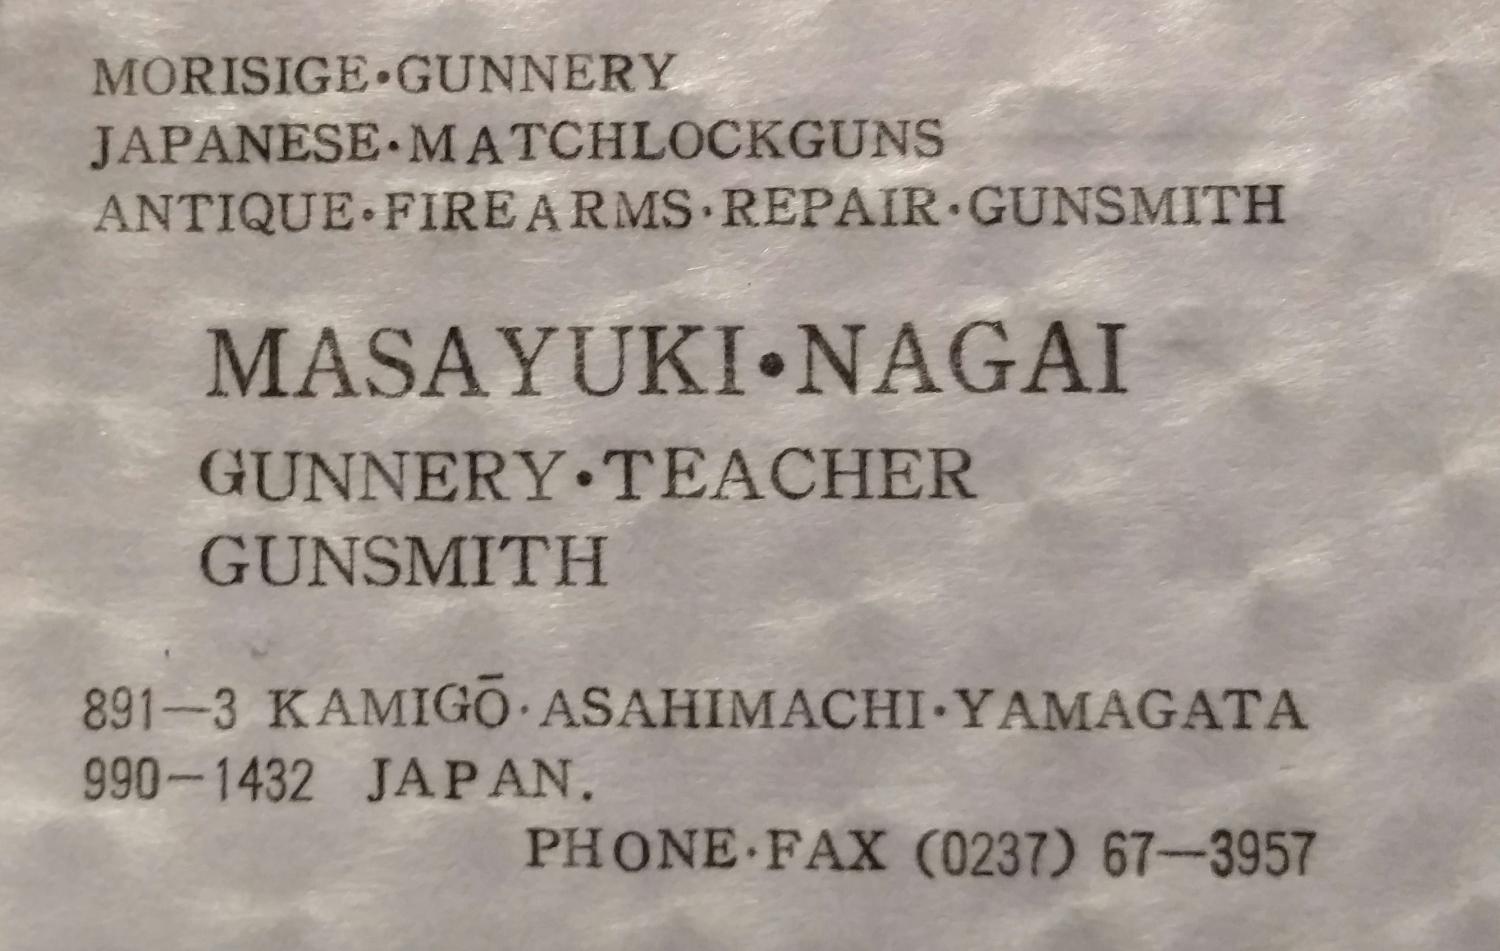 MORISIGE・GUNNERY
JAPANESE・MATCHLOCKGUNS
ANTIQUE・FIREARMS・REPAIR・GUNSMITH
MASAYUKI・NAGAI
GUNNERY・TEACHER
GUNSMITH
891—3 KAMIGŌ・ASAHIMACHI・YAMAGATA
990—1432 JAPAN.
PHONE・FAX (0237) 67—3957